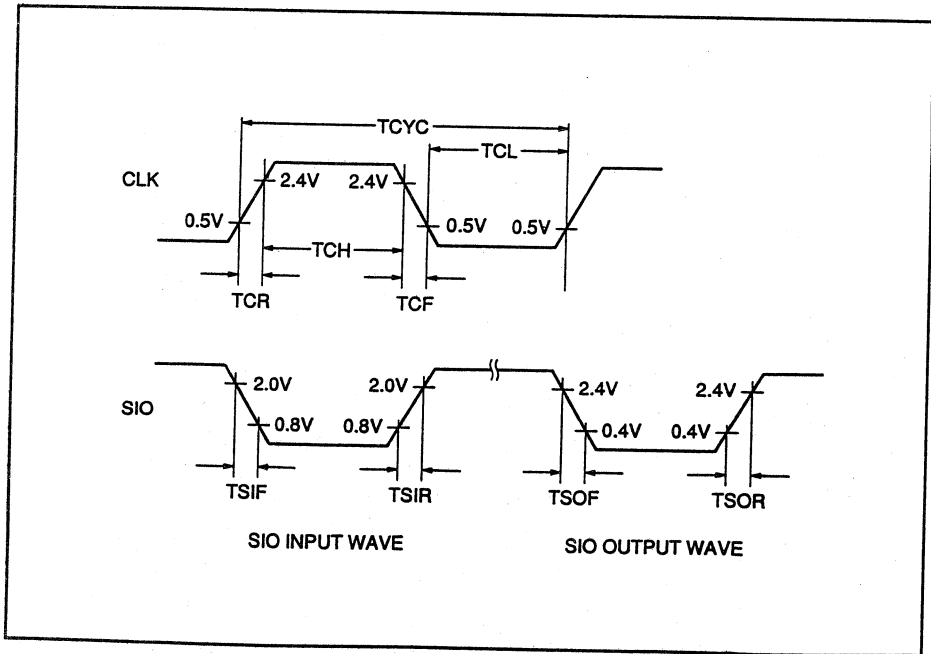 TCYC
TCL
CLK
2.4V 2.4V
0.5V 0.5V 0.5V
TCH
TCR TCF
2.0V 2.0V 2.4V 2.4V
SIO
0.8V 0.8V 0.4V 0.4V
TSIF TSIR TSOF TSOR
SIO INPUT WAVE SIO OUTPUT WAVE